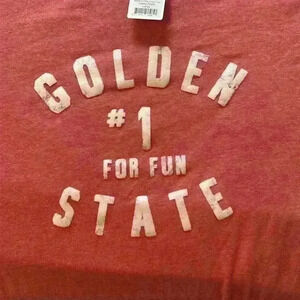 GOLDEN
#1
FOR FUN
STATE